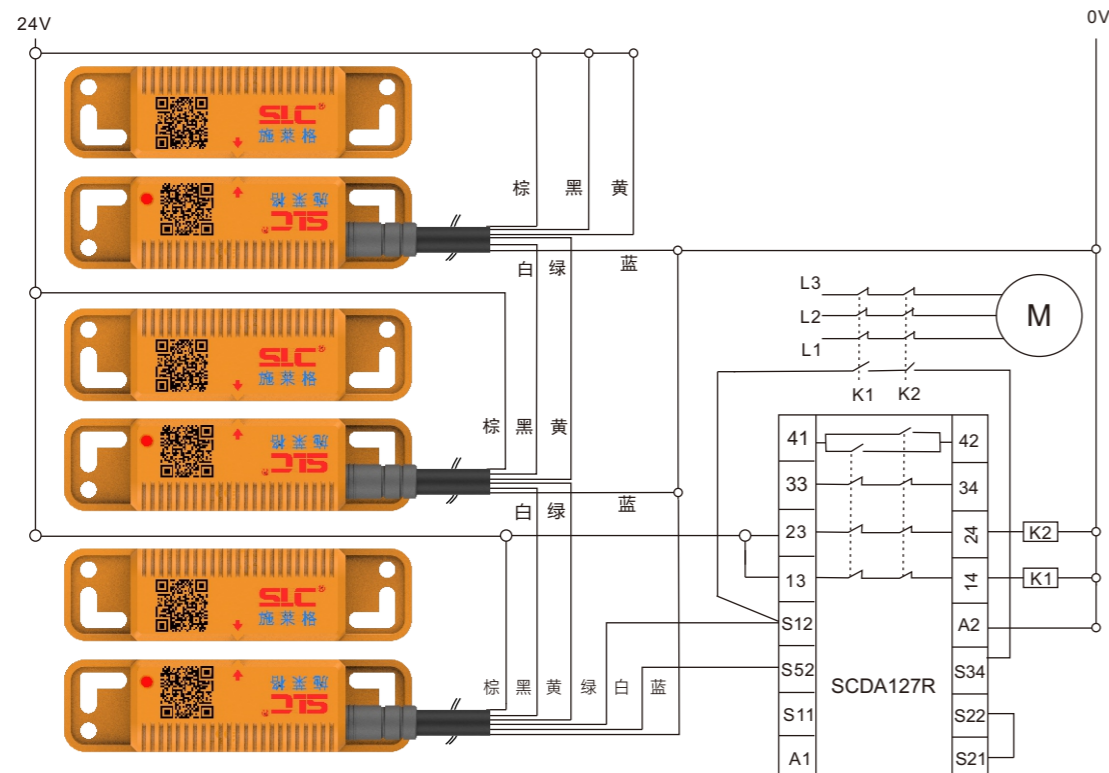 24V
0V
SLC®
施莱格
棕 黑 黄
施莱格
SLC®
白 绿 蓝
L3
L2
L1
M
K1 K2
SLC®
施莱格
棕 黑 黄
施莱格
SLC®
白 绿 蓝
41 42
33 34
23 24 K2
13 14 K1
S12 A2
S52 S34
SCDA127R
S11 S22
A1 S21
SLC®
施莱格
棕 黑 黄 绿 白 蓝
施莱格
SLC®